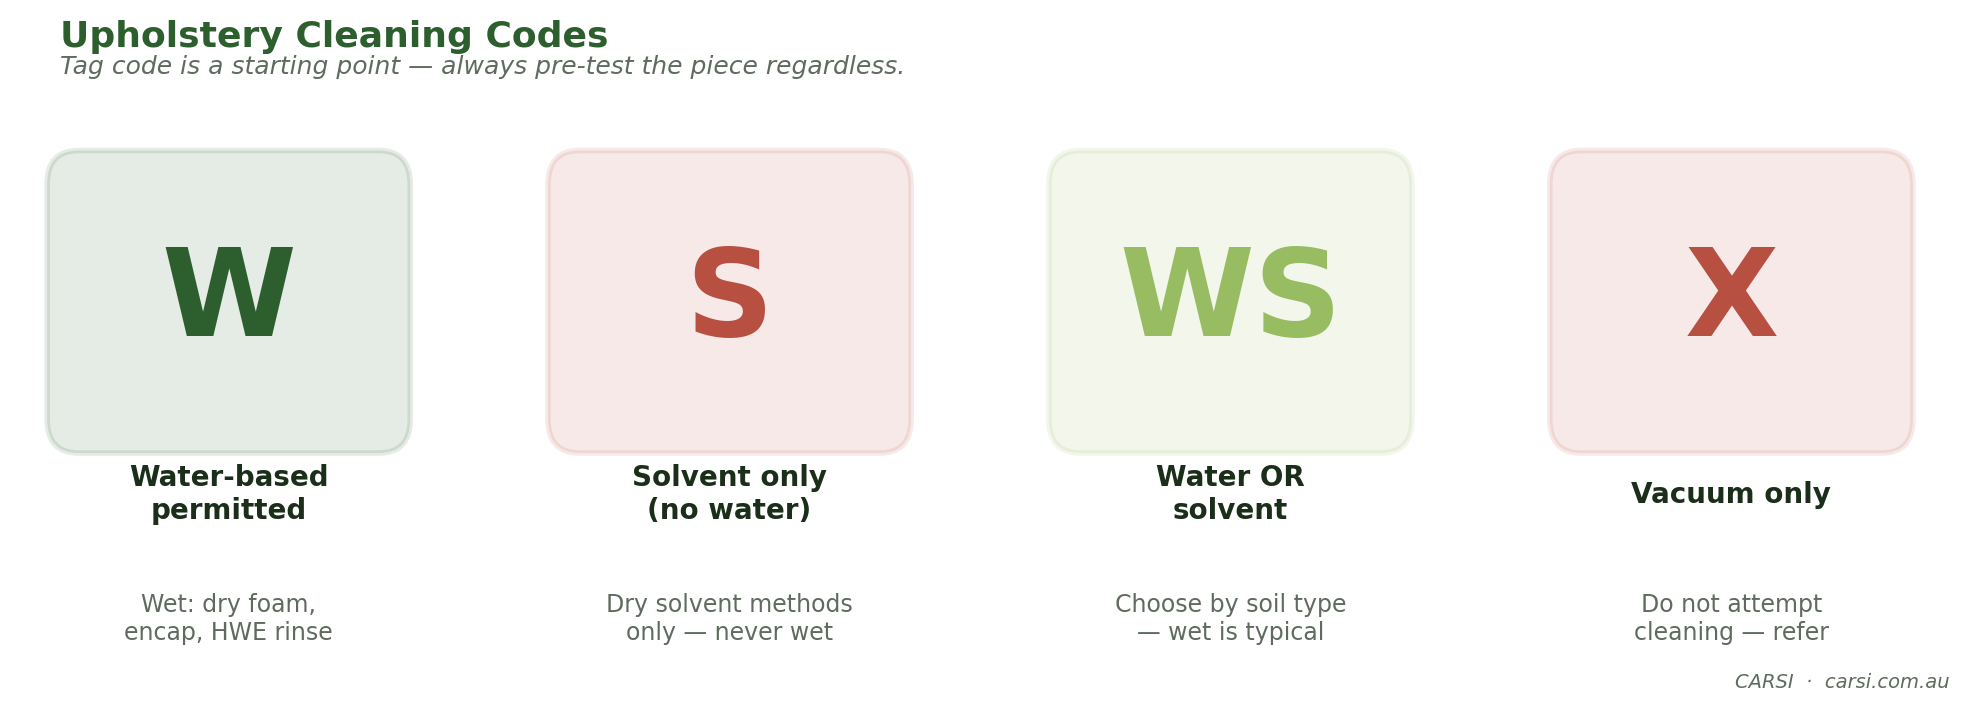 Upholstery Cleaning Codes
Tag code is a starting point — always pre-test the piece regardless.
W
Water-based
permitted
Wet: dry foam,
encap, HWE rinse
S
Solvent only
(no water)
Dry solvent methods
only — never wet
WS
Water OR
solvent
Choose by soil type
— wet is typical
X
Vacuum only
Do not attempt
cleaning — refer
CARSI · carsi.com.au